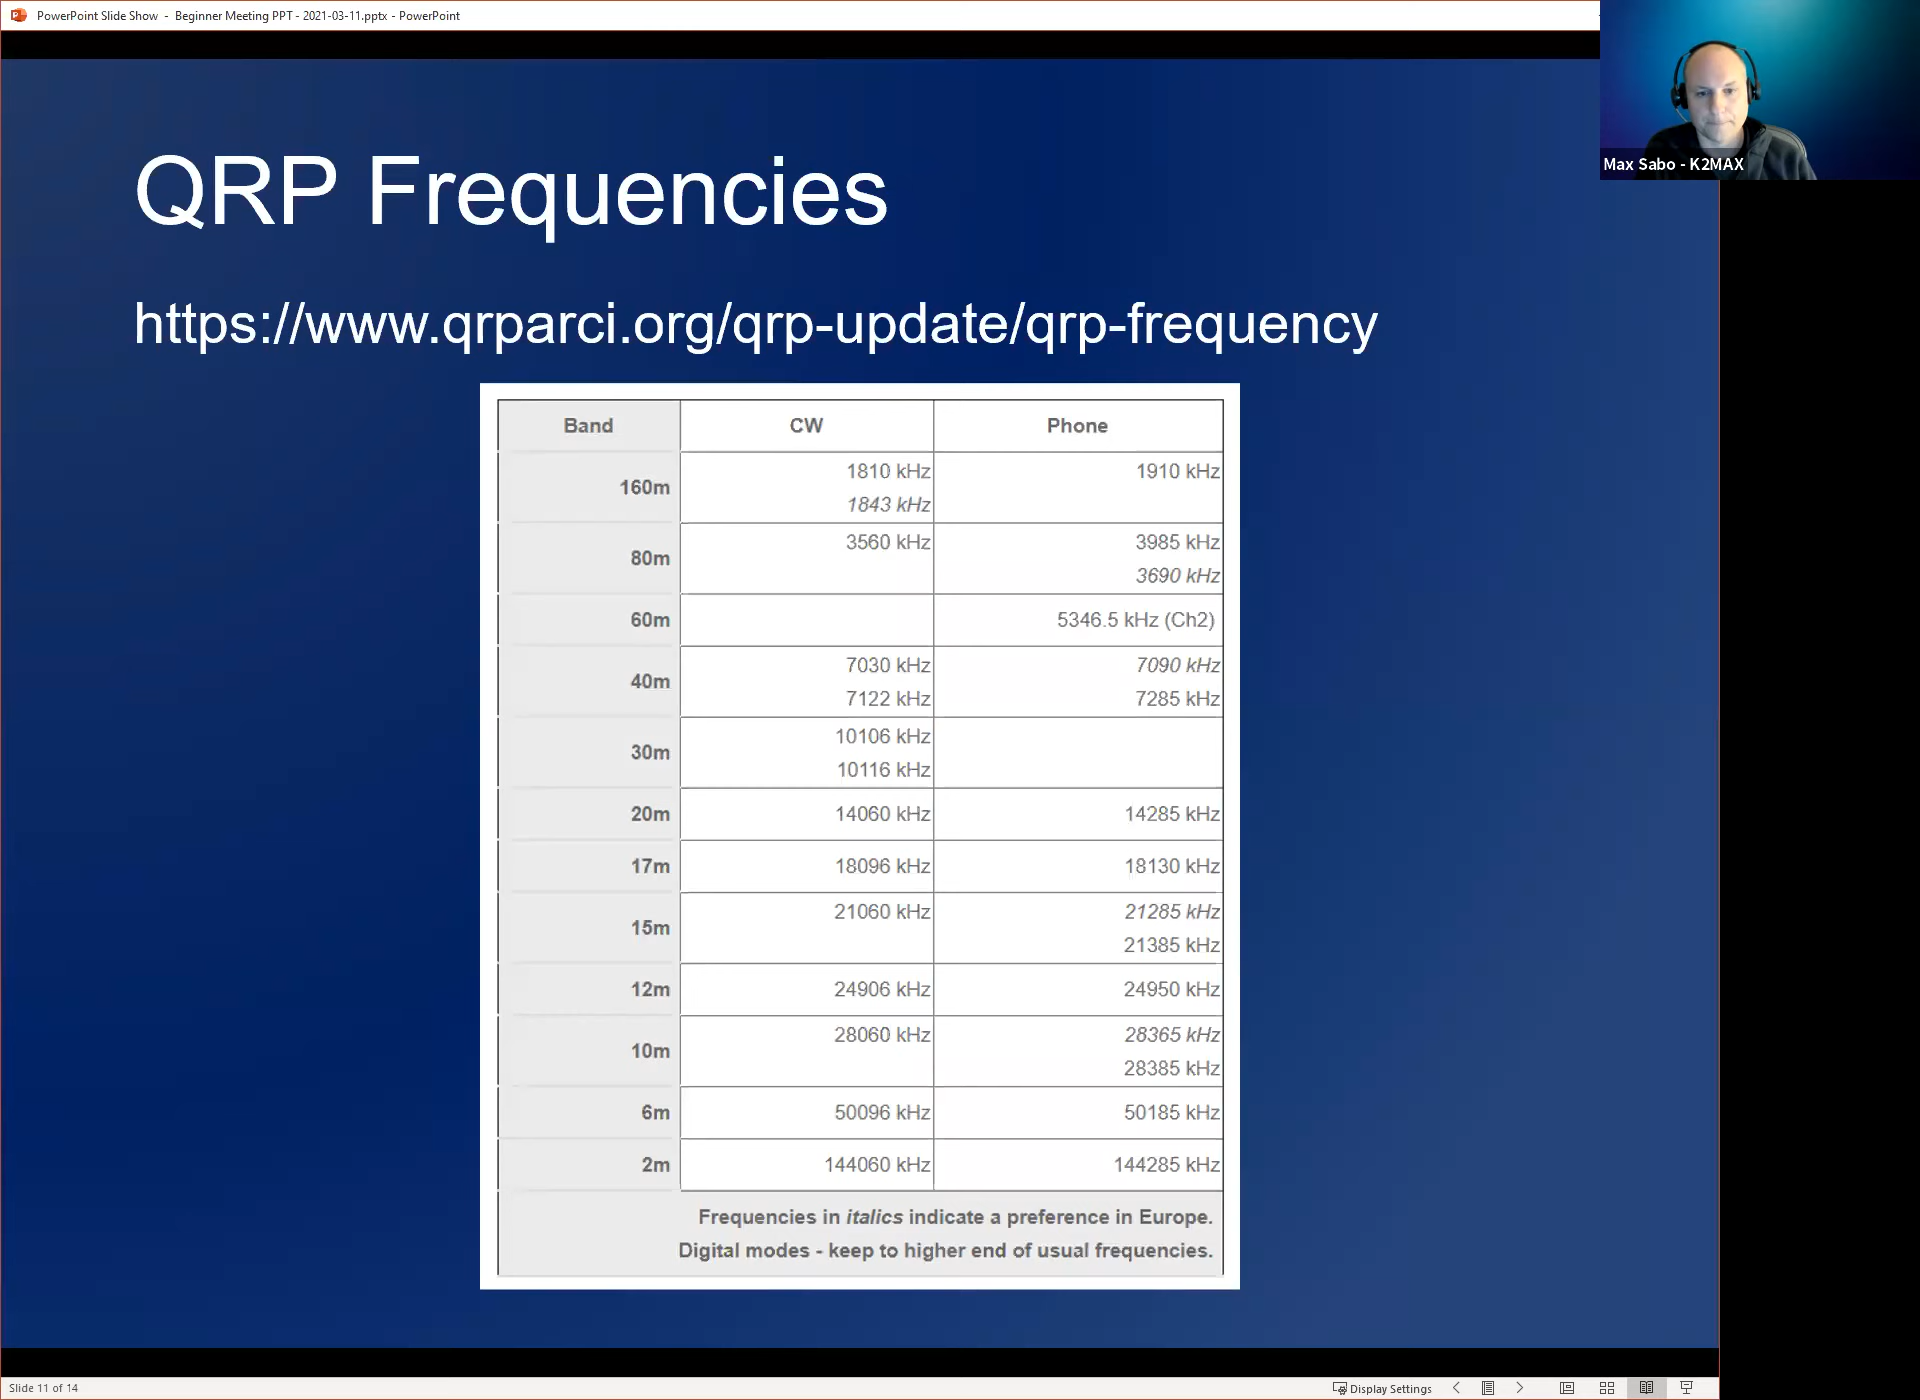 PowerPoint Slide Show - Beginner Meeting PPT - 2021-03-11.pptx - PowerPoint
Max Sabo - K2MAX
QRP Frequencies
https://www.qrparci.org/qrp-update/qrp-frequency
Band CW Phone
160m 1810 kHz 1910 kHz
1843 kHz
80m 3560 kHz 3985 kHz
3690 kHz
60m 5346.5 kHz (Ch2)
40m 7030 kHz 7090 kHz
7122 kHz 7285 kHz
30m 10106 kHz
10116 kHz
20m 14060 kHz 14285 kHz
17m 18096 kHz 18130 kHz
15m 21060 kHz 21285 kHz
21385 kHz
12m 24906 kHz 24950 kHz
10m 28060 kHz 28365 kHz
28385 kHz
6m 50096 kHz 50185 kHz
2m 144060 kHz 144285 kHz
Frequencies in italics indicate a preference in Europe.
Digital modes - keep to higher end of usual frequencies.
Slide 11 of 14
Display Settings